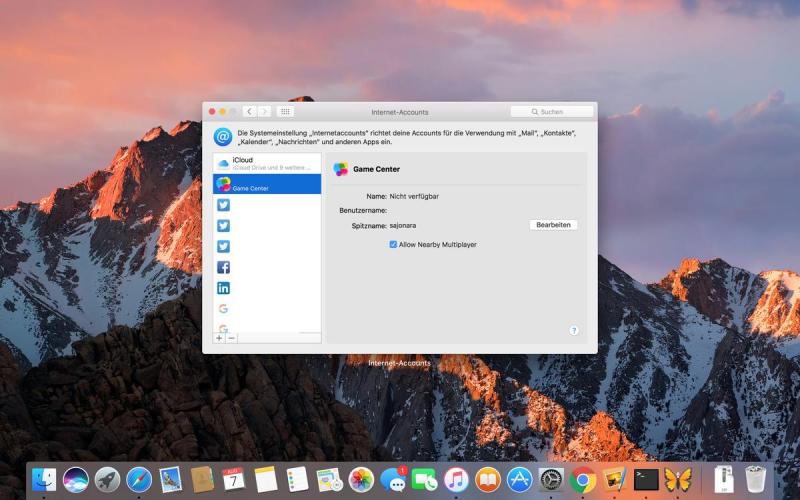 Internet-Accounts
Suchen
Die Systemeinstellung „Internetaccounts" richtet deine Accounts für die Verwendung mit „Mail", „Kontakte",
„Kalender", „Nachrichten" und anderen Apps ein.
iCloud
iCloud Drive und 9 weitere ...
Game Center
Game Center
Name: Nicht verfügbar
Benutzername:
Spitzname: sajonara
Bearbeiten
Allow Nearby Multiplayer
?
Internet-Accounts
AUG
7
1